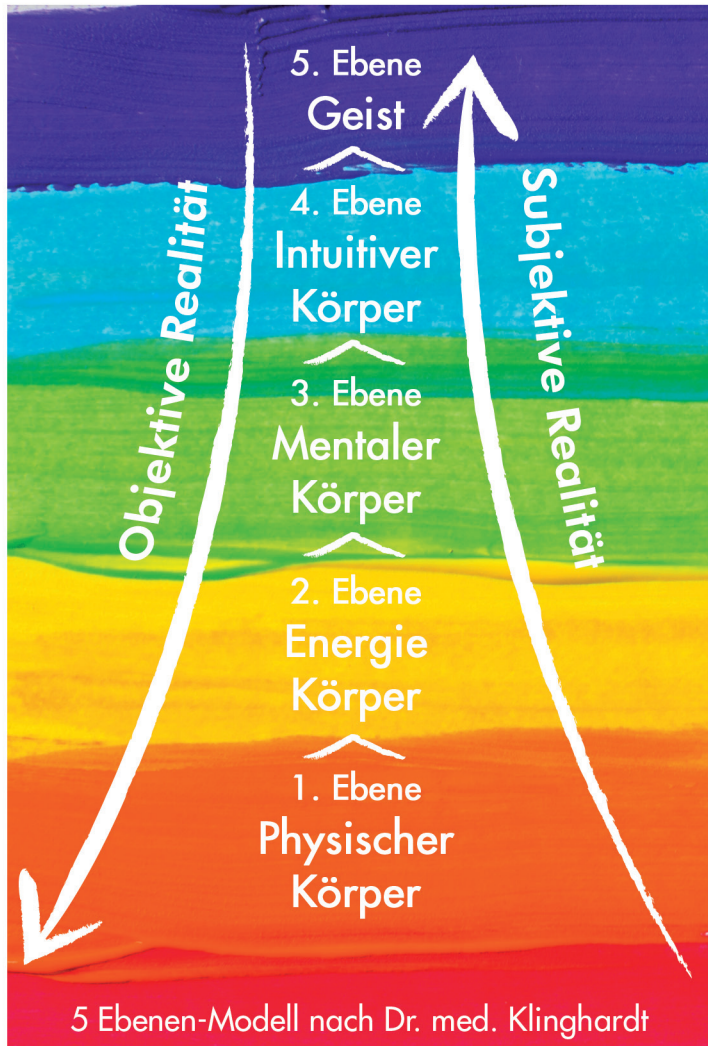 5. Ebene
Geist
4. Ebene
Intuitiver
Körper
3. Ebene
Mentaler
Körper
2. Ebene
Energie
Körper
1. Ebene
Physischer
Körper
Objektive Realität
Subjektive Realität
5 Ebenen-Modell nach Dr. med. Klinghardt